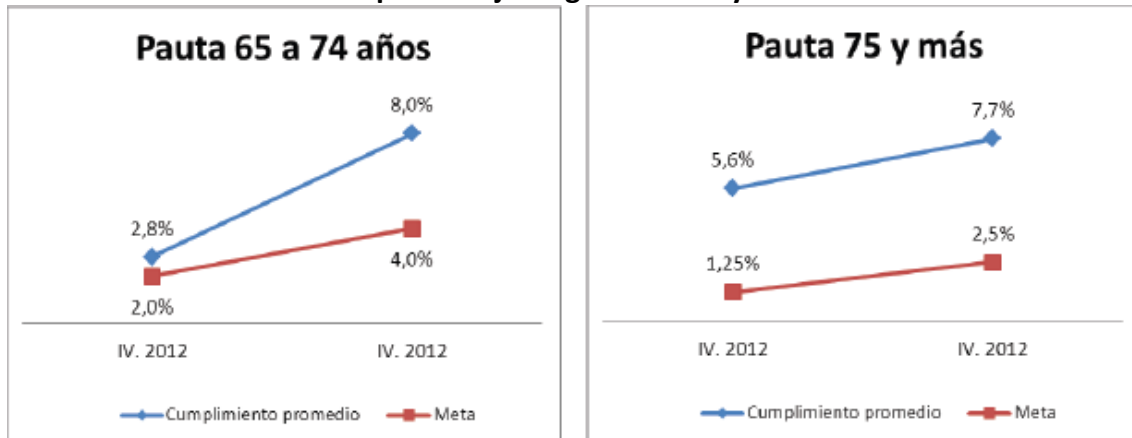 Pauta 65 a 74 años
8,0%
2,8%
4,0%
2,0%
IV. 2012 IV. 2012
Cumplimiento promedio Meta
Pauta 75 y más
7,7%
5,6%
2,5%
1,25%
IV. 2012 IV. 2012
Cumplimiento promedio Meta